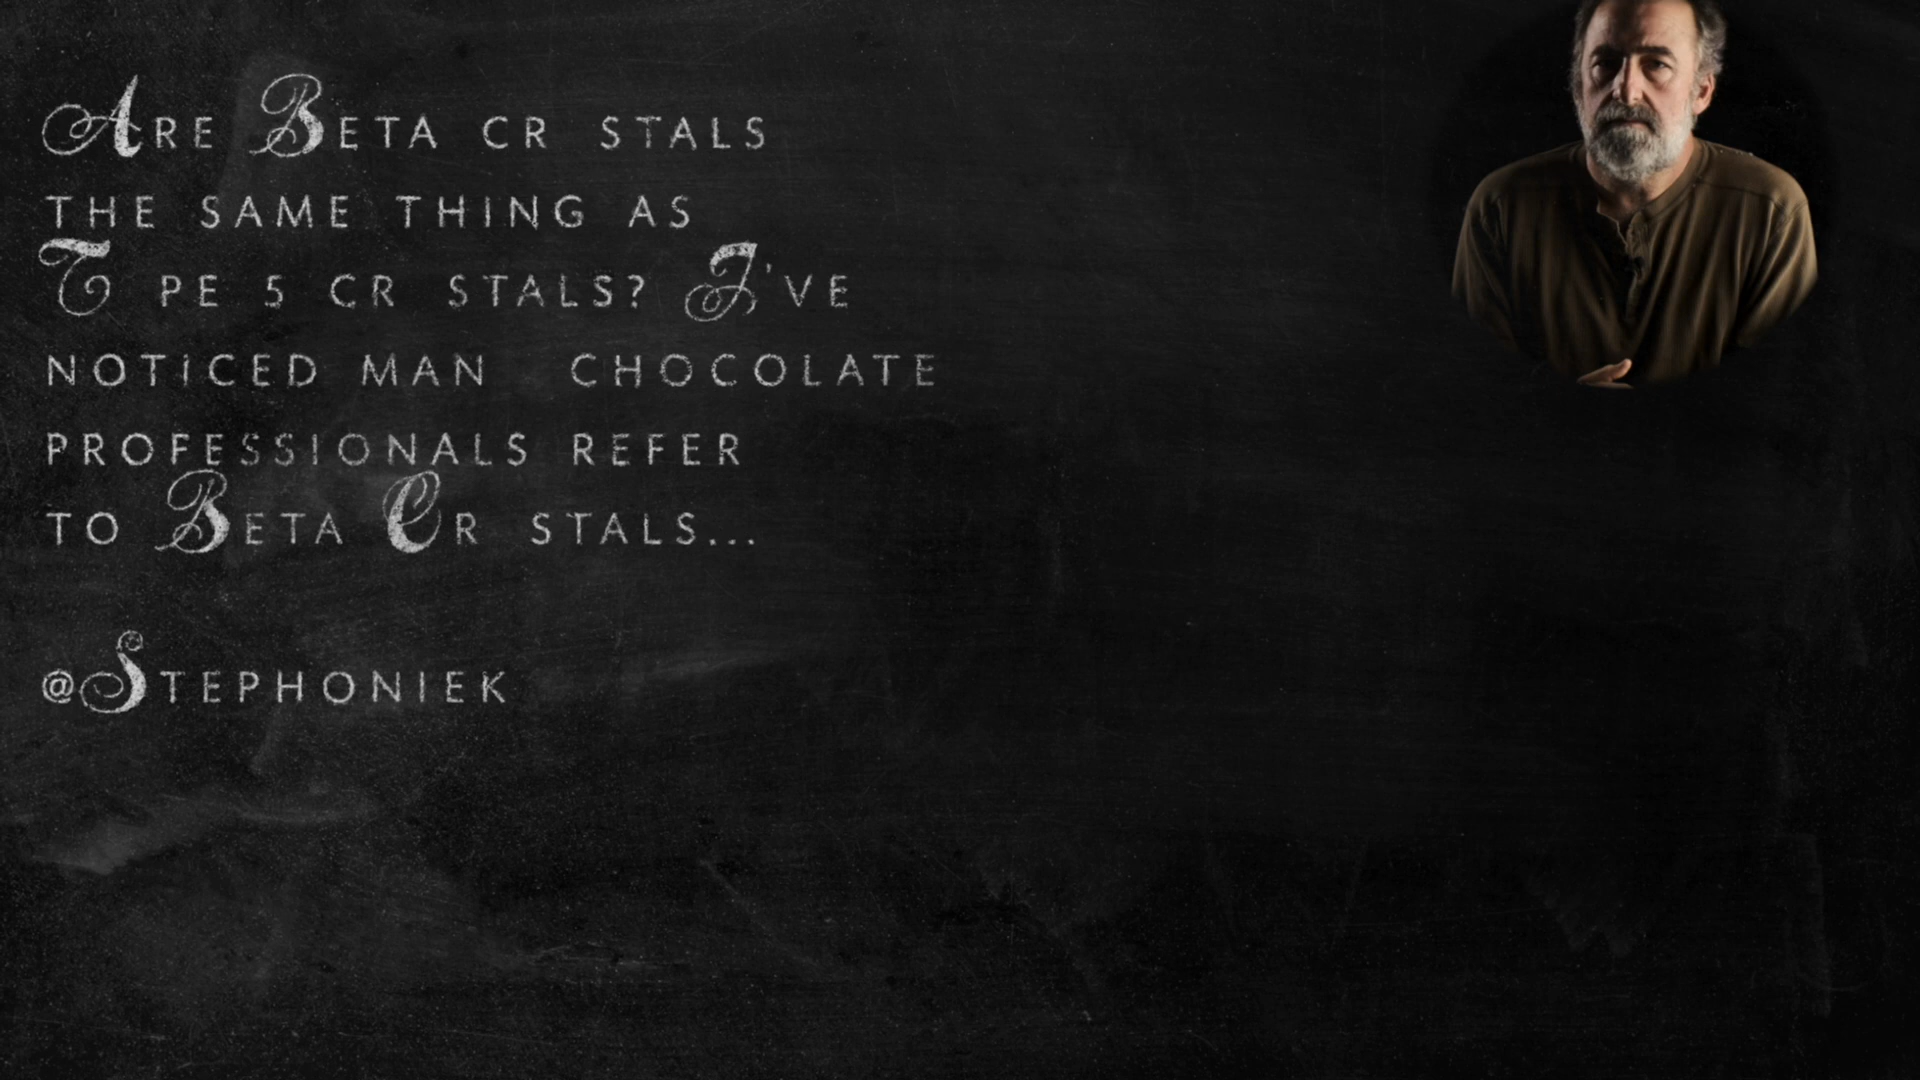 Are Beta cr stals
the same thing as
T pe 5 cr stals? I've
noticed man  chocolate
professionals refer
to Beta Cr stals...
@Stephoniek